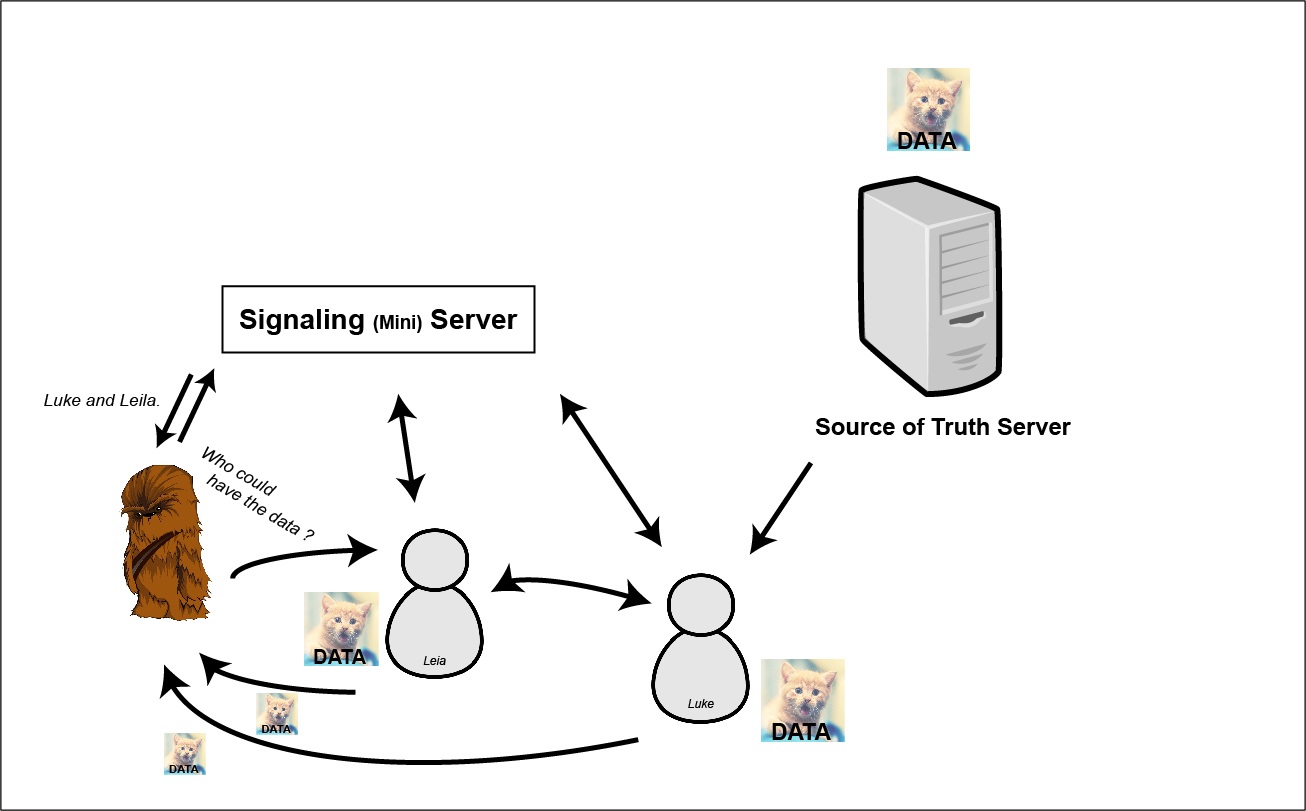 DATA
Signaling (Mini) Server
Source of Truth Server
Luke and Leila.
Who could
have the data ?
DATA
Leia
Luke
DATA
DATA
DATA